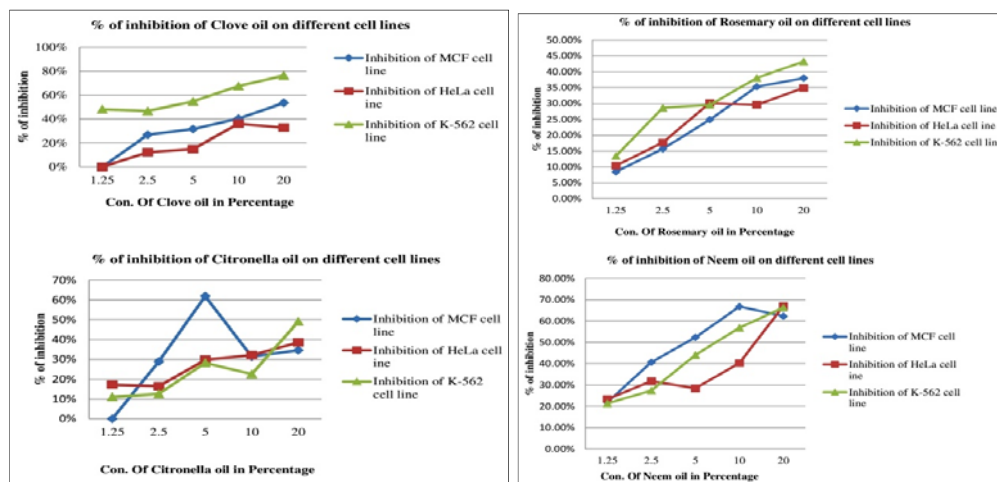 % of inhibition of Clove oil on different cell lines
100%
80%
60%
40%
20%
0%
% of inhibition
1.25 2.5 5 10 20
Con. Of Clove oil in Percentage
Inhibition of MCF cell
line
Inhibition of HeLa cell
ine
Inhibition of K-562 cell
line
% of inhibition of Rosemary oil on different cell lines
50.00%
45.00%
40.00%
35.00%
30.00%
25.00%
20.00%
15.00%
10.00%
5.00%
0.00%
% of inhibition
1.25 2.5 5 10 20
Con. Of Rosemary oil in Percentage
Inhibition of MCF cell line
Inhibition of HeLa cell ine
Inhibition of K-562 cell line
% of inhibition of Citronella oil on different cell lines
70%
60%
50%
40%
30%
20%
10%
0%
% of inhibition
1.25 2.5 5 10 20
Con. Of Citronella oil in Percentage
Inhibition of MCF cell
line
Inhibition of HeLa cell
ine
Inhibition of K-562
cell line
% of inhibition of Neem oil on different cell lines
80.00%
70.00%
60.00%
50.00%
40.00%
30.00%
20.00%
10.00%
0.00%
% of inhibition
1.25 2.5 5 10 20
Con. Of Neem oil in Percentage
Inhibition of MCF cell
line
Inhibition of HeLa cell
ine
Inhibition of K-562 cell
line